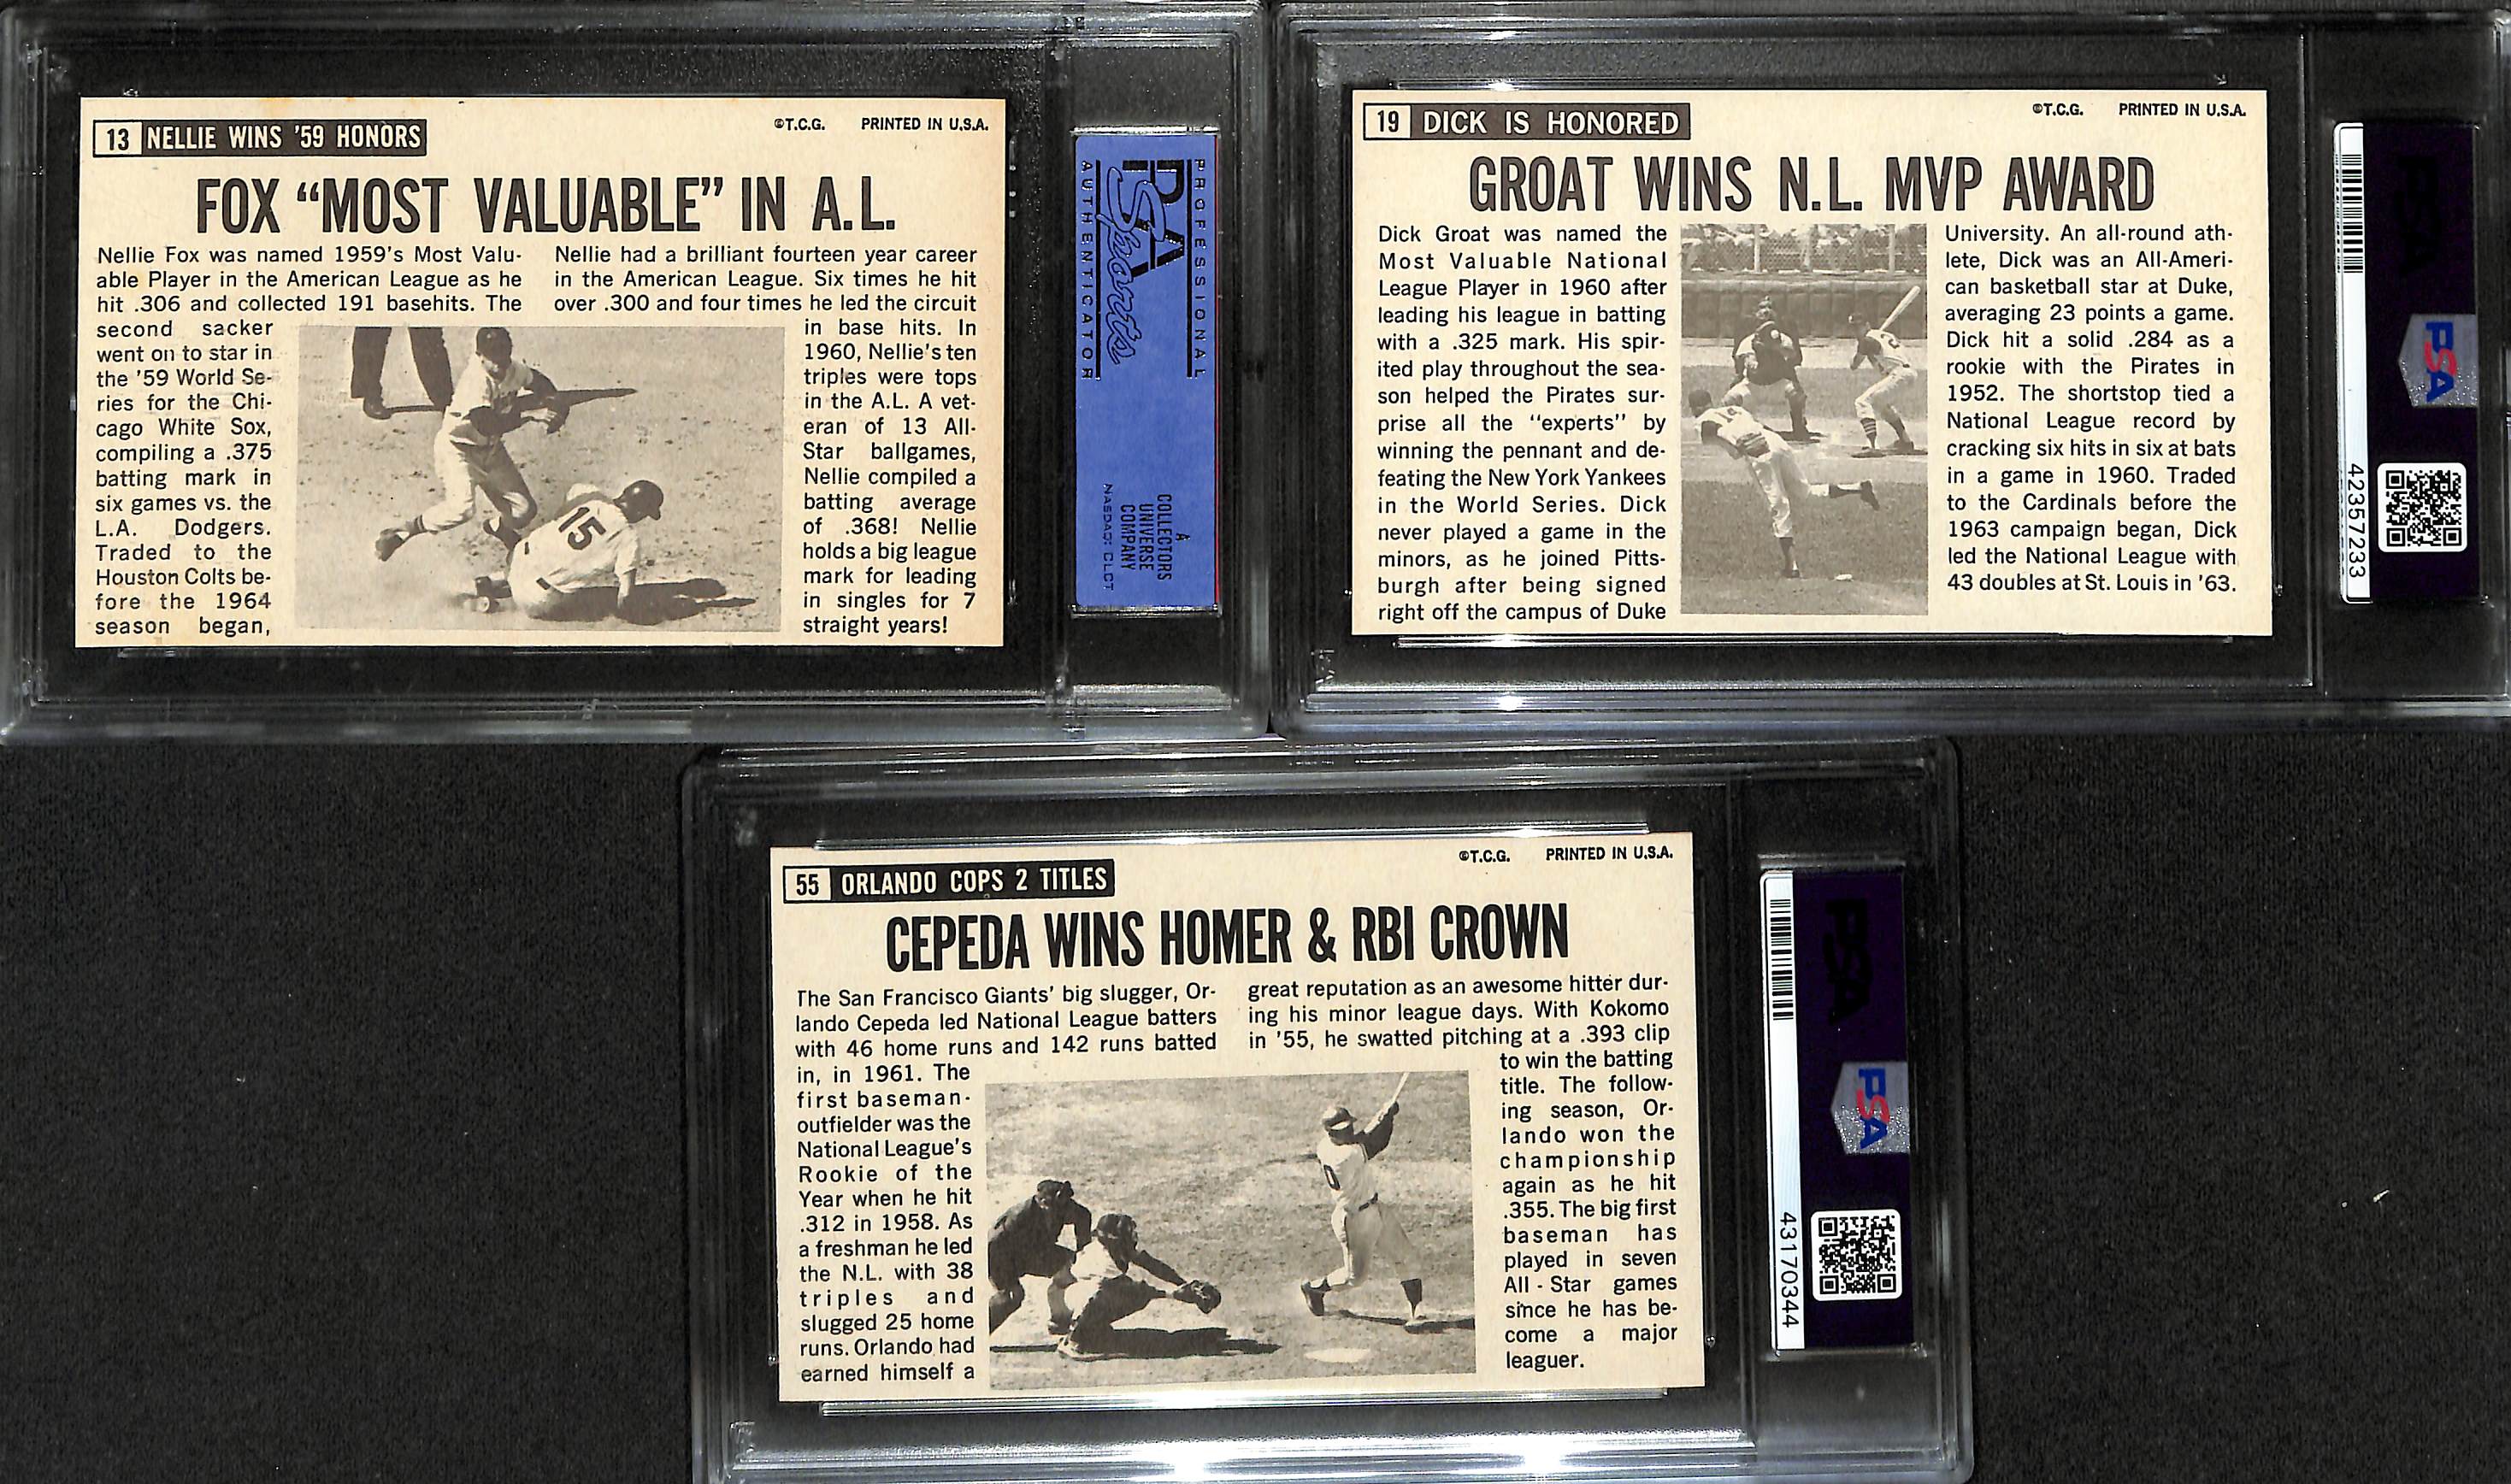 13 NELLIE WINS '59 HONORS
©T.C.G. PRINTED IN U.S.A.
FOX “MOST VALUABLE” IN A.L.
Nellie Fox was named 1959's Most Valu-
able Player in the American League as he
hit .306 and collected 191 basehits. The
second sacker
went on to star in
the '59 World Se-
ries for the Chi-
cago White Sox,
compiling a .375
batting mark in
six games vs. the
L.A. Dodgers.
Traded to the
Houston Colts be-
fore the 1964
season began,
Nellie had a brilliant fourteen year career
in the American League. Six times he hit
over .300 and four times he led the circuit
in base hits. In
1960, Nellie's ten
triples were tops
in the A.L. A vet-
eran of 13 All-
Star ballgames,
Nellie compiled a
batting average
of .368! Nellie
holds a big league
mark for leading
in singles for 7
straight years!
15
PROFESSIONAL
PSA
Sports
AUTHENTICATOR
A
COLLECTORS
UNIVERSE
COMPANY
NASDAQ: CLCT
19 DICK IS HONORED
©T.C.G. PRINTED IN U.S.A.
GROAT WINS N.L. MVP AWARD
Dick Groat was named the
Most Valuable National
League Player in 1960 after
leading his league in batting
with a .325 mark. His spir-
ited play throughout the sea-
son helped the Pirates sur-
prise all the “experts” by
winning the pennant and de-
feating the New York Yankees
in the World Series. Dick
never played a game in the
minors, as he joined Pitts-
burgh after being signed
right off the campus of Duke
University. An all-round ath-
lete, Dick was an All-Ameri-
can basketball star at Duke,
averaging 23 points a game.
Dick hit a solid .284 as a
rookie with the Pirates in
1952. The shortstop tied a
National League record by
cracking six hits in six at bats
in a game in 1960. Traded
to the Cardinals before the
1963 campaign began, Dick
led the National League with
43 doubles at St. Louis in '63.
PSA
PSA
42357233
55 ORLANDO COPS 2 TITLES
©T.C.G. PRINTED IN U.S.A.
CEPEDA WINS HOMER & RBI CROWN
The San Francisco Giants' big slugger, Or-
lando Cepeda led National League batters
with 46 home runs and 142 runs batted
in, in 1961. The
first baseman-
outfielder was the
National League's
Rookie of the
Year when he hit
.312 in 1958. As
a freshman he led
the N.L. with 38
triples and
slugged 25 home
runs. Orlando had
earned himself a
great reputation as an awesome hitter dur-
ing his minor league days. With Kokomo
in '55, he swatted pitching at a .393 clip
to win the batting
title. The follow-
ing season, Or-
lando won the
championship
again as he hit
.355. The big first
baseman has
played in seven
All - Star games
since he has be-
come a major
leaguer.
PSA
PSA
43170344